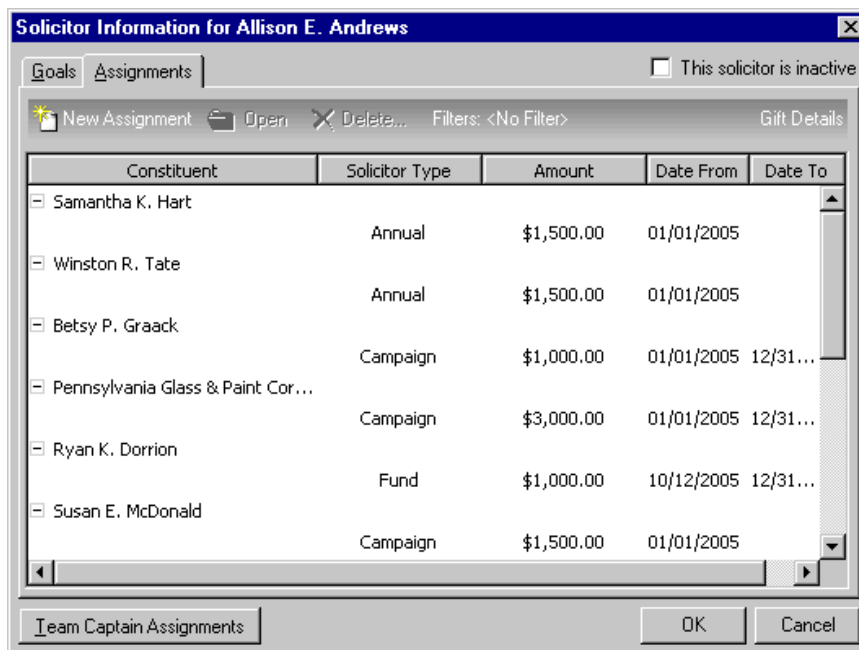 Solicitor Information for Allison E. Andrews
Goals Assignments This solicitor is inactive
New Assignment Open Delete... Filters: <No Filter> Gift Details
Constituent Solicitor Type Amount Date From Date To
Samantha K. Hart
Annual $1,500.00 01/01/2005
Winston R. Tate
Annual $1,500.00 01/01/2005
Betsy P. Graack
Campaign $1,000.00 01/01/2005 12/31...
Pennsylvania Glass & Paint Cor...
Campaign $3,000.00 01/01/2005 12/31...
Ryan K. Dorrion
Fund $1,000.00 10/12/2005 12/31...
Susan E. McDonald
Campaign $1,500.00 01/01/2005
Team Captain Assignments OK Cancel